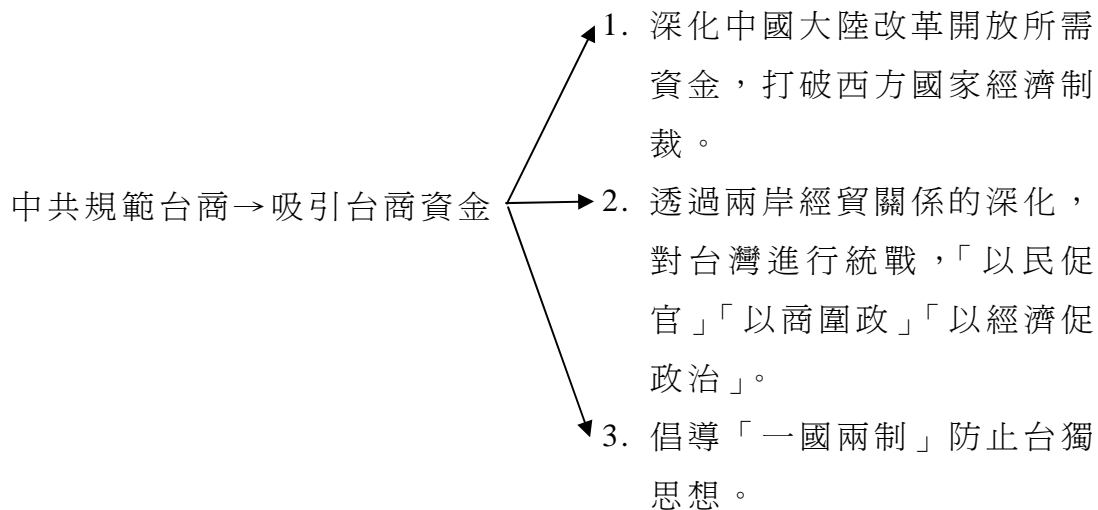 1. 深化中國大陸改革開放所需
資金，打破西方國家經濟制
裁。
中共規範台商→吸引台商資金
2. 透過兩岸經貿關係的深化，
對台灣進行統戰，「以民促
官」「以商圍政」「以經濟促
政治」。
3. 倡導「一國兩制」防止台獨
思想。